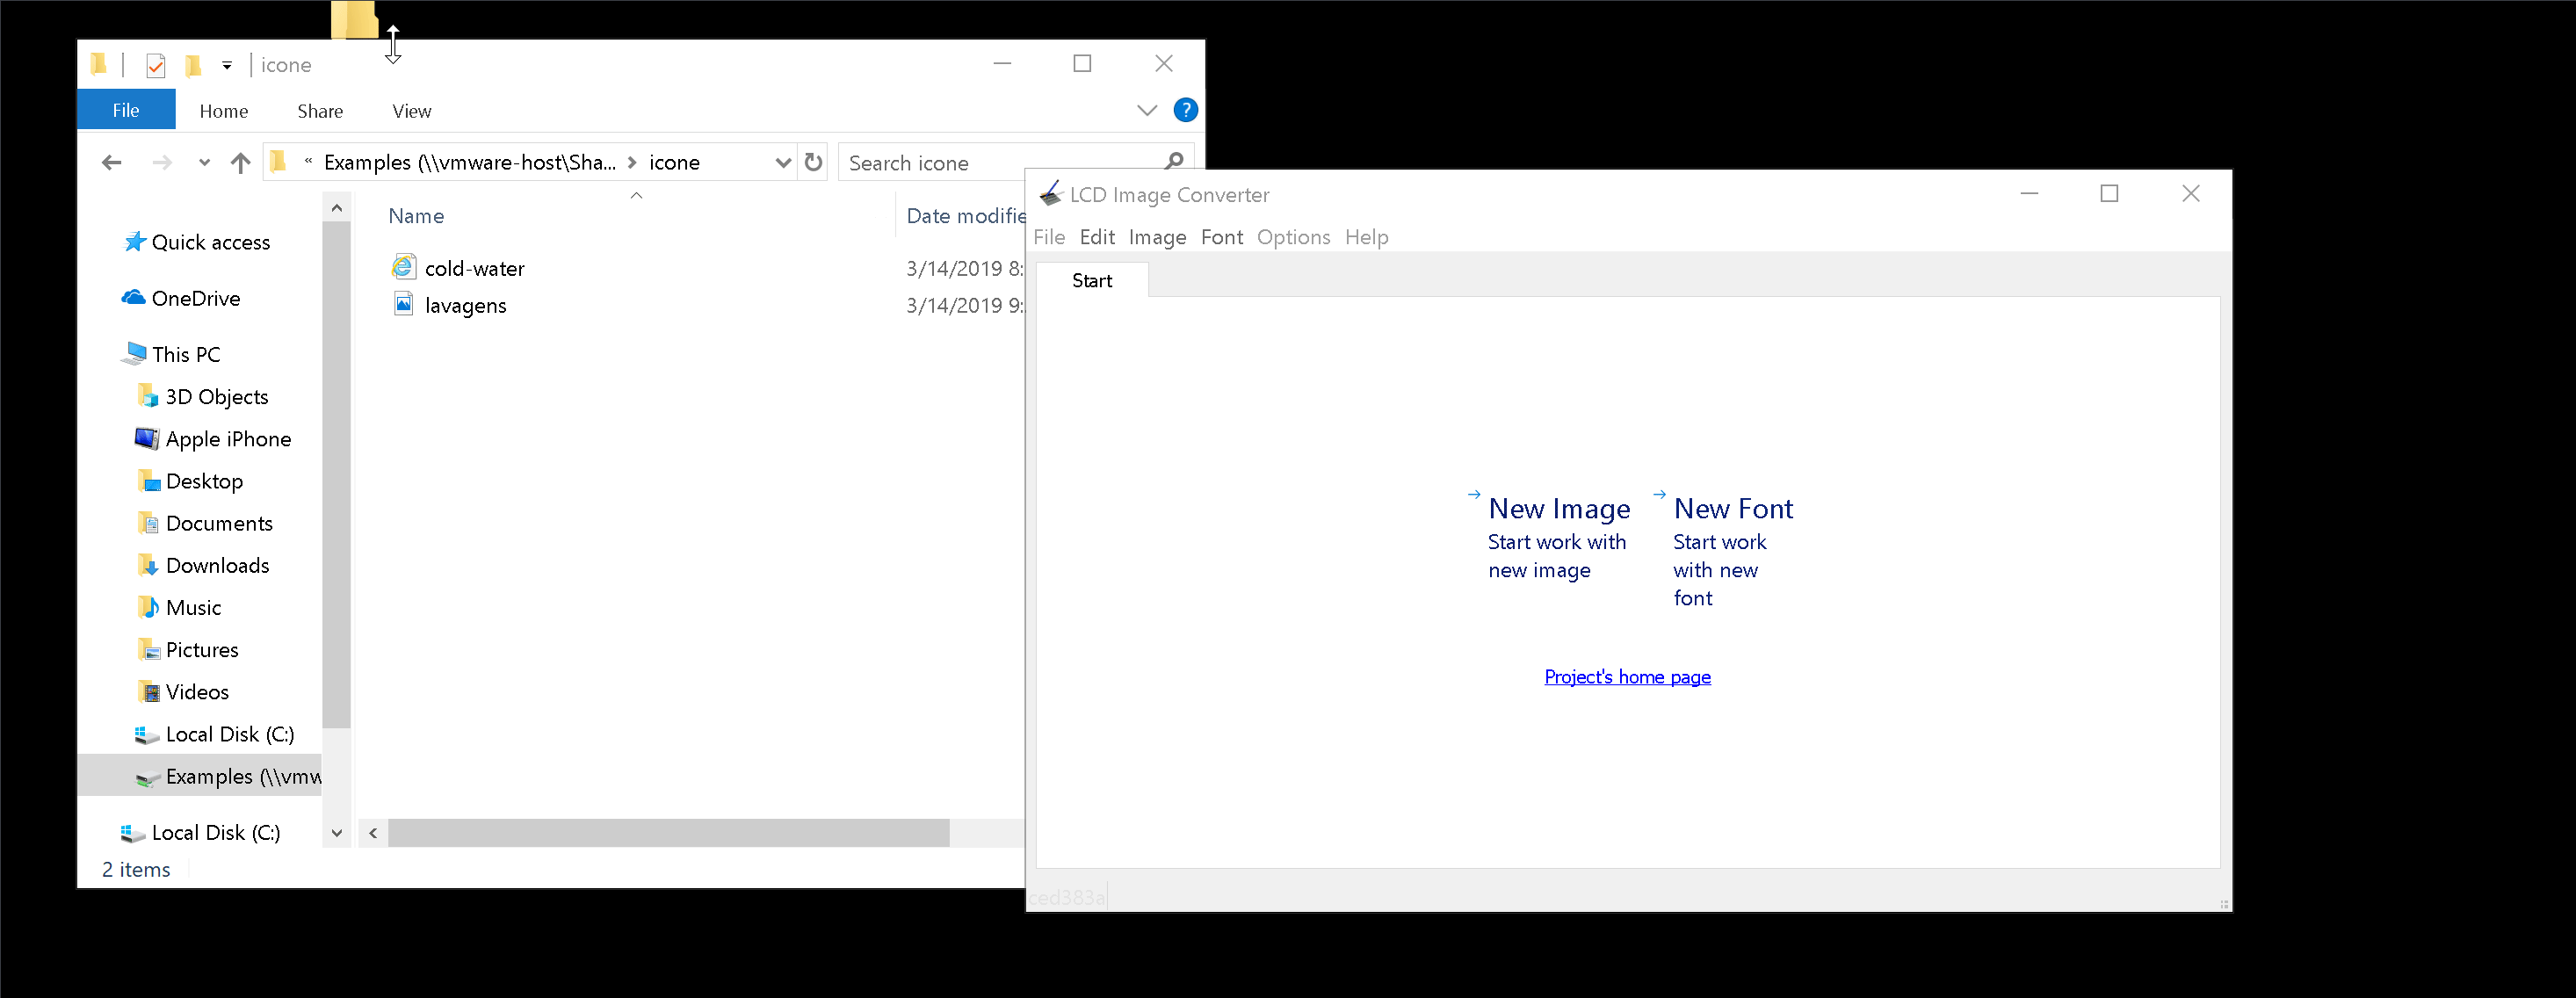 icone
File Home Share View
« Examples (\\vmware-host\Sha... > icone
Search icone
Name Date modifie
Quick access
OneDrive
This PC
3D Objects
Apple iPhone
Desktop
Documents
Downloads
Music
Pictures
Videos
Local Disk (C:)
Examples (\\vmw
Local Disk (C:)
cold-water 3/14/2019 8:
lavagens 3/14/2019 9:
2 items
LCD Image Converter
File Edit Image Font Options Help
Start
New Image
Start work with
new image
New Font
Start work
with new
font
Project's home page
ced383a